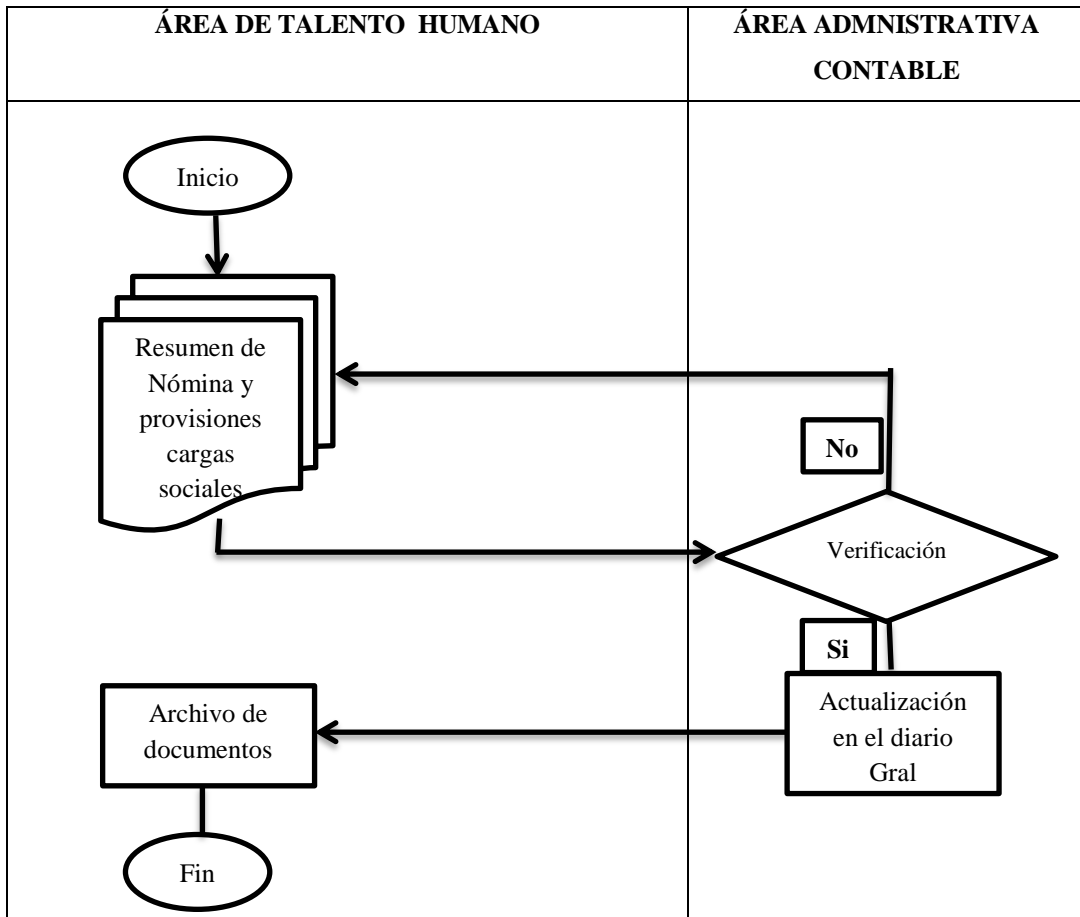 ÁREA DE TALENTO HUMANO
ÁREA ADMNISTRATIVA
CONTABLE
Inicio
Resumen de
Nómina y
provisiones
cargas
sociales
No
Verificación
Si
Actualización
en el diario
Gral
Archivo de
documentos
Fin